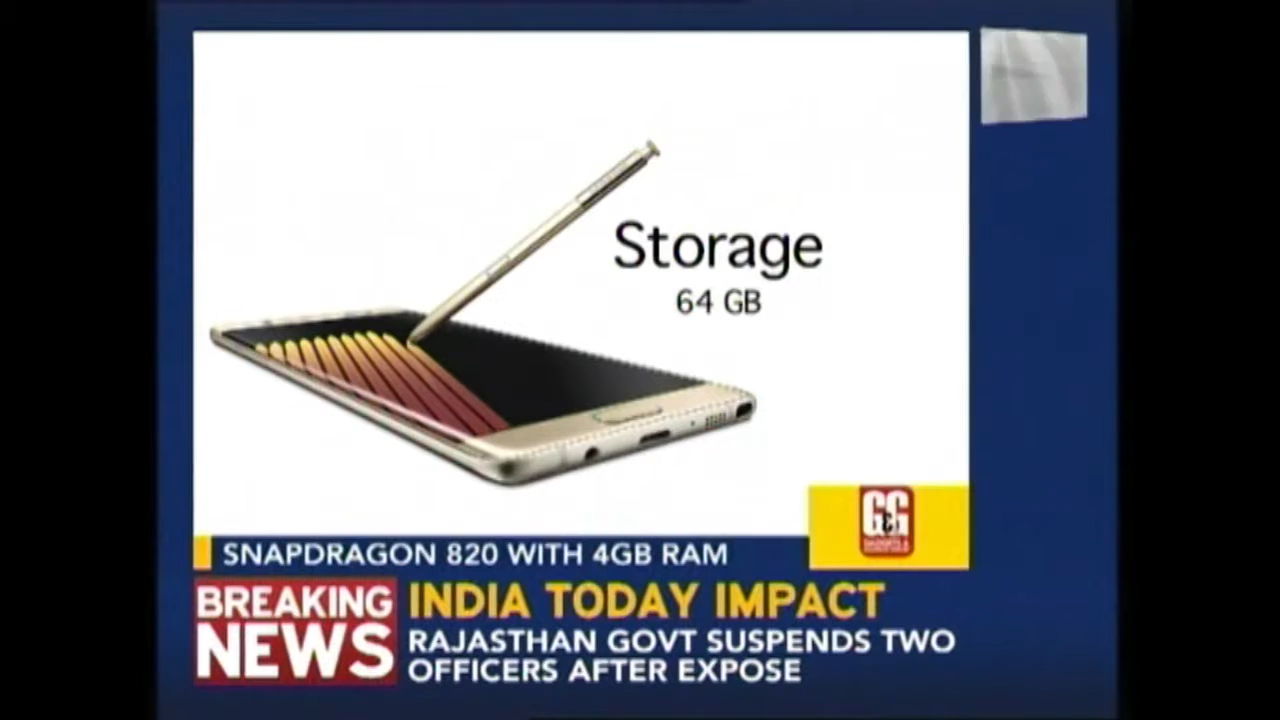 Storage
64 GB
G&G
SNAPDRAGON 820 WITH 4GB RAM
BREAKING
NEWS
INDIA TODAY IMPACT
RAJASTHAN GOVT SUSPENDS TWO
OFFICERS AFTER EXPOSE